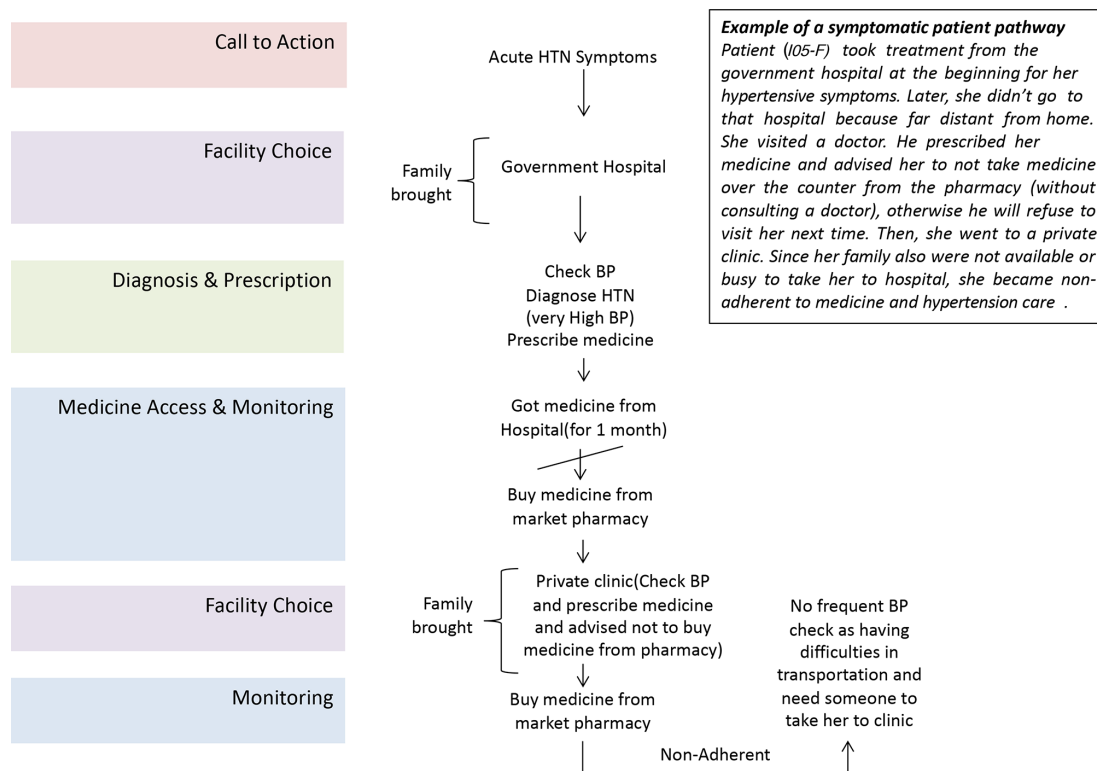 Call to Action
Acute HTN Symptoms
Facility Choice
Family
brought
Government Hospital
Diagnosis & Prescription
Check BP
Diagnose HTN
(very High BP)
Prescribe medicine
Medicine Access & Monitoring
Got medicine from
Hospital(for 1 month)
Buy medicine from
market pharmacy
Facility Choice
Family
brought
Private clinic(Check BP
and prescribe medicine
and advised not to buy
medicine from pharmacy)
Monitoring
Buy medicine from
market pharmacy
Non-Adherent
No frequent BP
check as having
difficulties in
transportation and
need someone to
take her to clinic
Example of a symptomatic patient pathway
Patient (I05-F) took treatment from the
government hospital at the beginning for her
hypertensive symptoms. Later, she didn't go to
that hospital because far distant from home.
She visited a doctor. He prescribed her
medicine and advised her to not take medicine
over the counter from the pharmacy (without
consulting a doctor), otherwise he will refuse to
visit her next time. Then, she went to a private
clinic. Since her family also were not available or
busy to take her to hospital, she became non-
adherent to medicine and hypertension care .